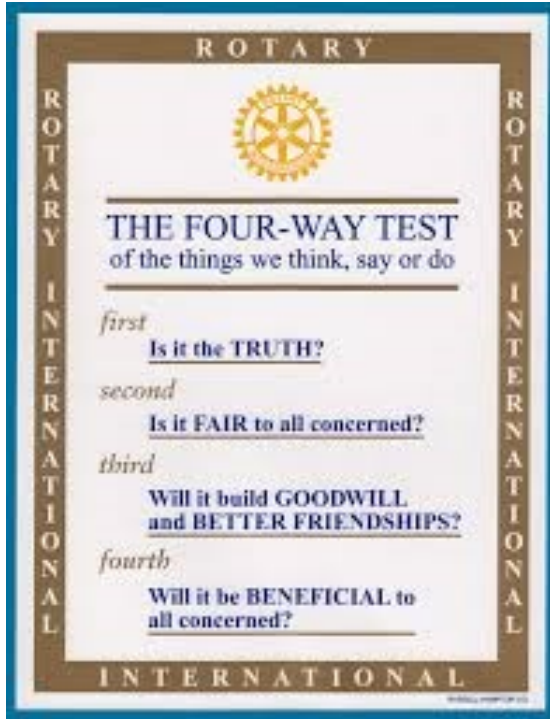 ROTARY
ROTARY INTERNATIONAL
ROTARY INTERNATIONAL
THE FOUR-WAY TEST
of the things we think, say or do
first
Is it the TRUTH?
second
Is it FAIR to all concerned?
third
Will it build GOODWILL
and BETTER FRIENDSHIPS?
fourth
Will it be BENEFICIAL to
all concerned?
INTERNATIONAL